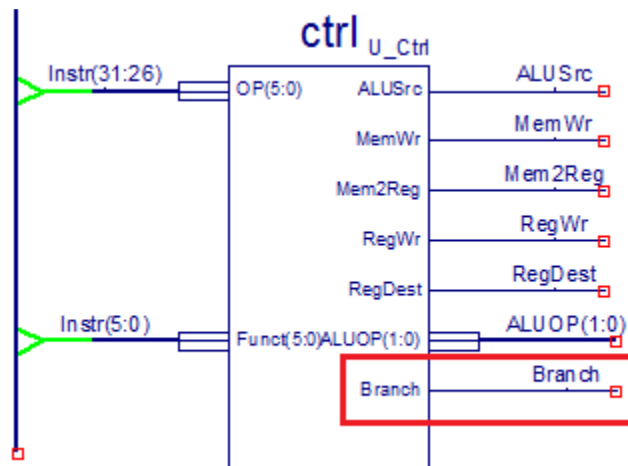 ctrl U_Ctrl
Instr(31:26) OP(5:0) ALUSrc ALUSrc
MemWr MemWr
Mem2Reg Mem2Reg
RegWr RegWr
RegDest RegDest
Instr(5:0) Funct(5:0) ALUOP(1:0) ALUOP(1:0)
Branch Branch